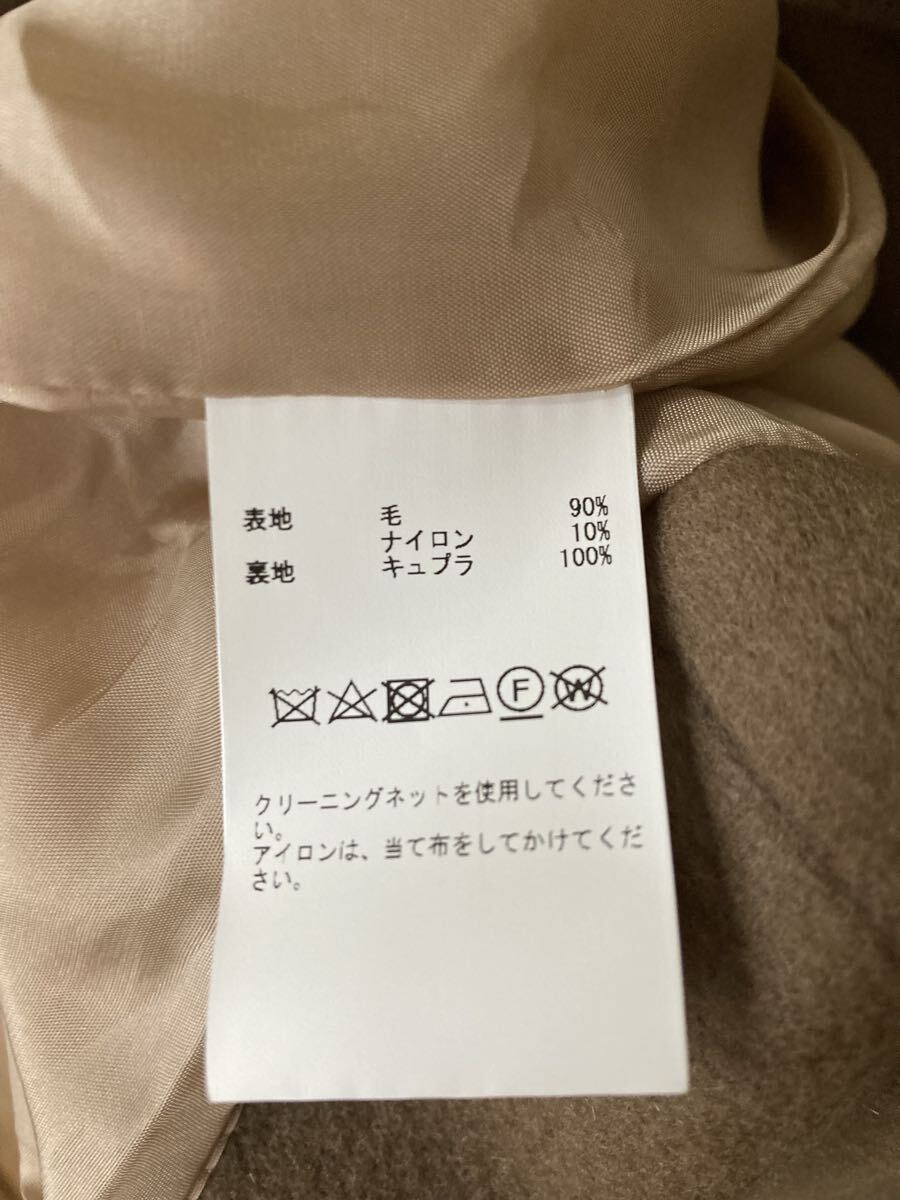 表地 毛 90%
ナイロン 10%
裏地 キュプラ 100%
F W
クリーニングネットを使用してくださ
い。
アイロンは、当て布をしてかけてくだ
さい。